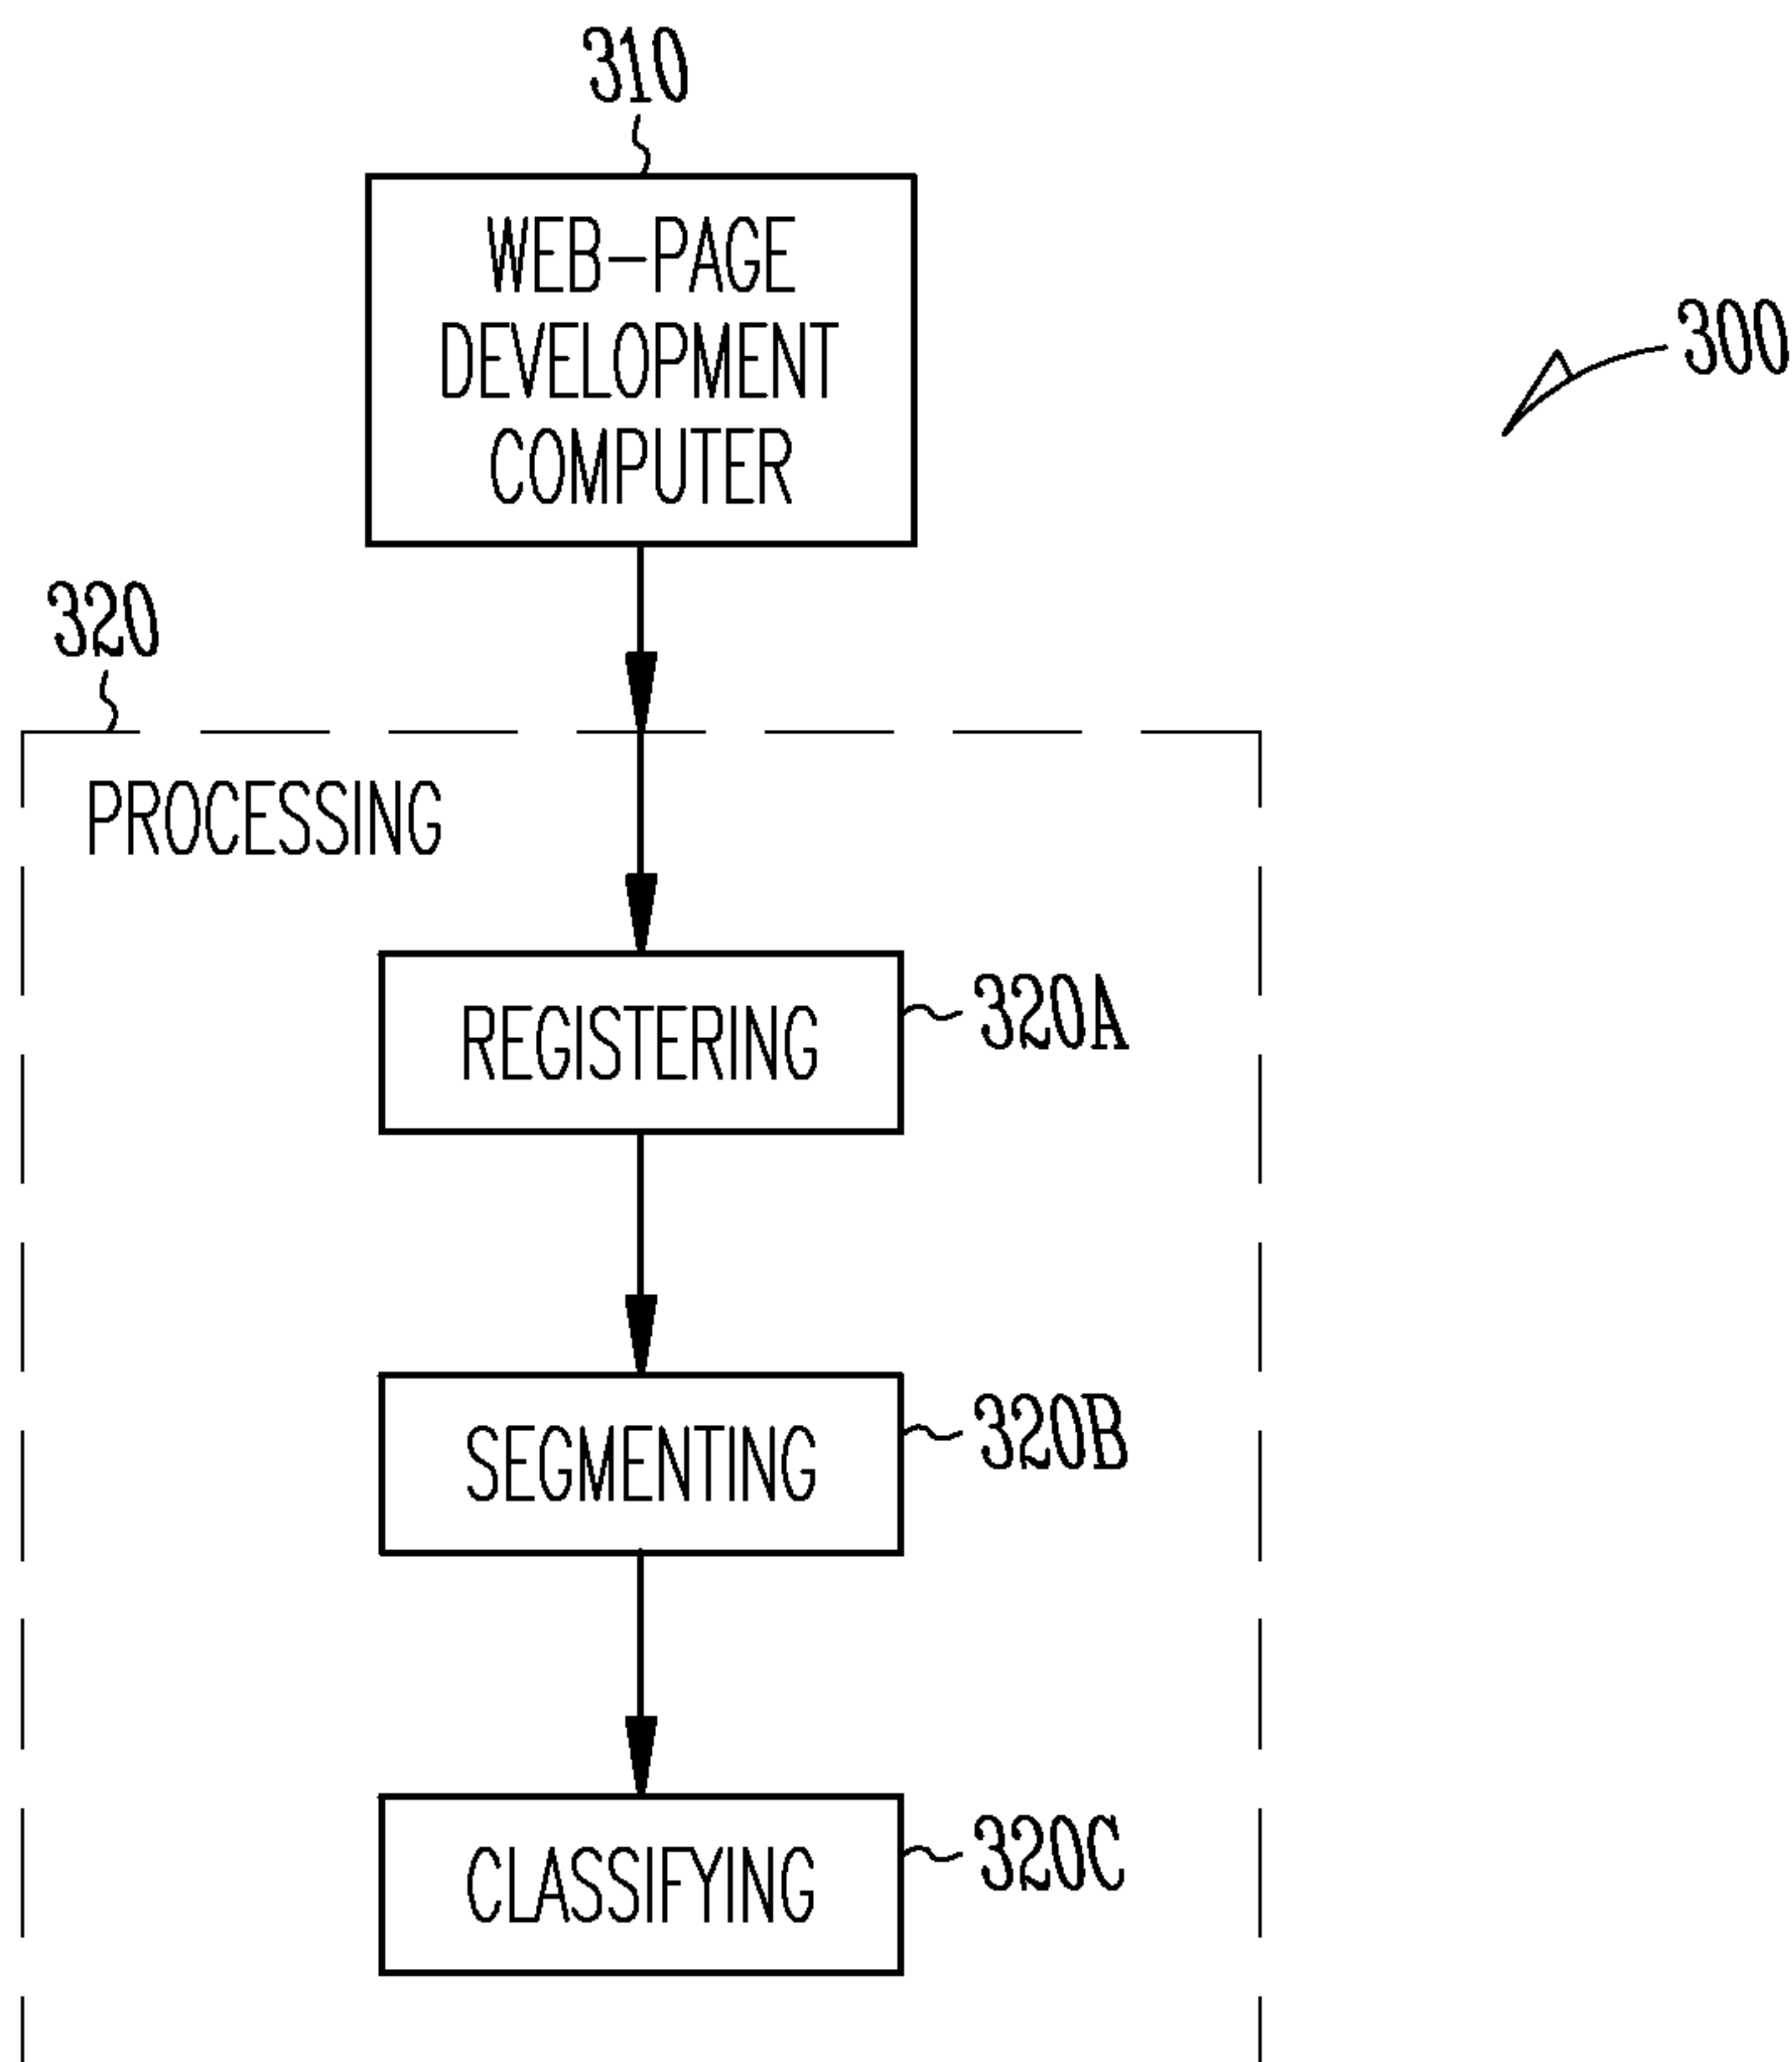 310
WEB-PAGE
DEVELOPMENT
COMPUTER
300
320
PROCESSING
REGISTERING
320A
SEGMENTING
320B
CLASSIFYING
320C